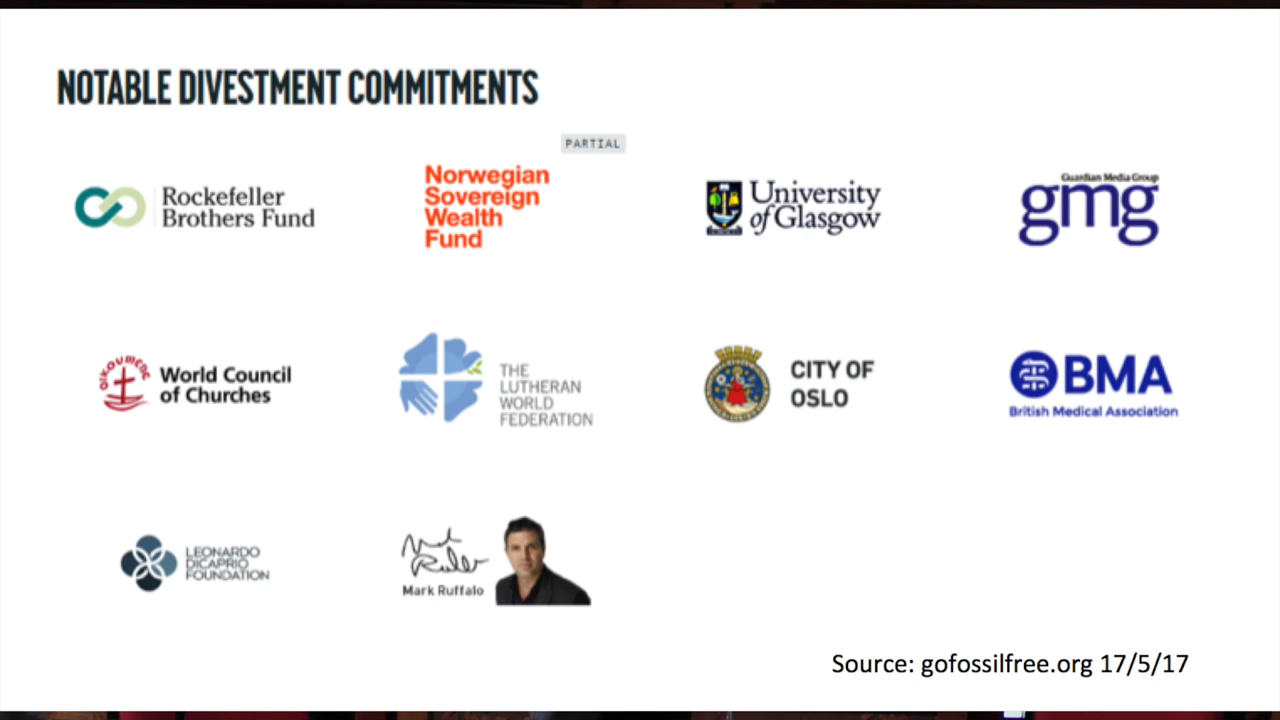 NOTABLE DIVESTMENT COMMITMENTS
PARTIAL
Rockefeller
Brothers Fund
Norwegian
Sovereign
Wealth
Fund
University
of Glasgow
Guardian Media Group
gmg
OIKOUMENE
World Council
of Churches
THE
LUTHERAN
WORLD
FEDERATION
CITY OF
OSLO
BMA
British Medical Association
LEONARDO
DICAPRIO
FOUNDATION
Mark Ruffalo
Source: gofossilfree.org 17/5/17